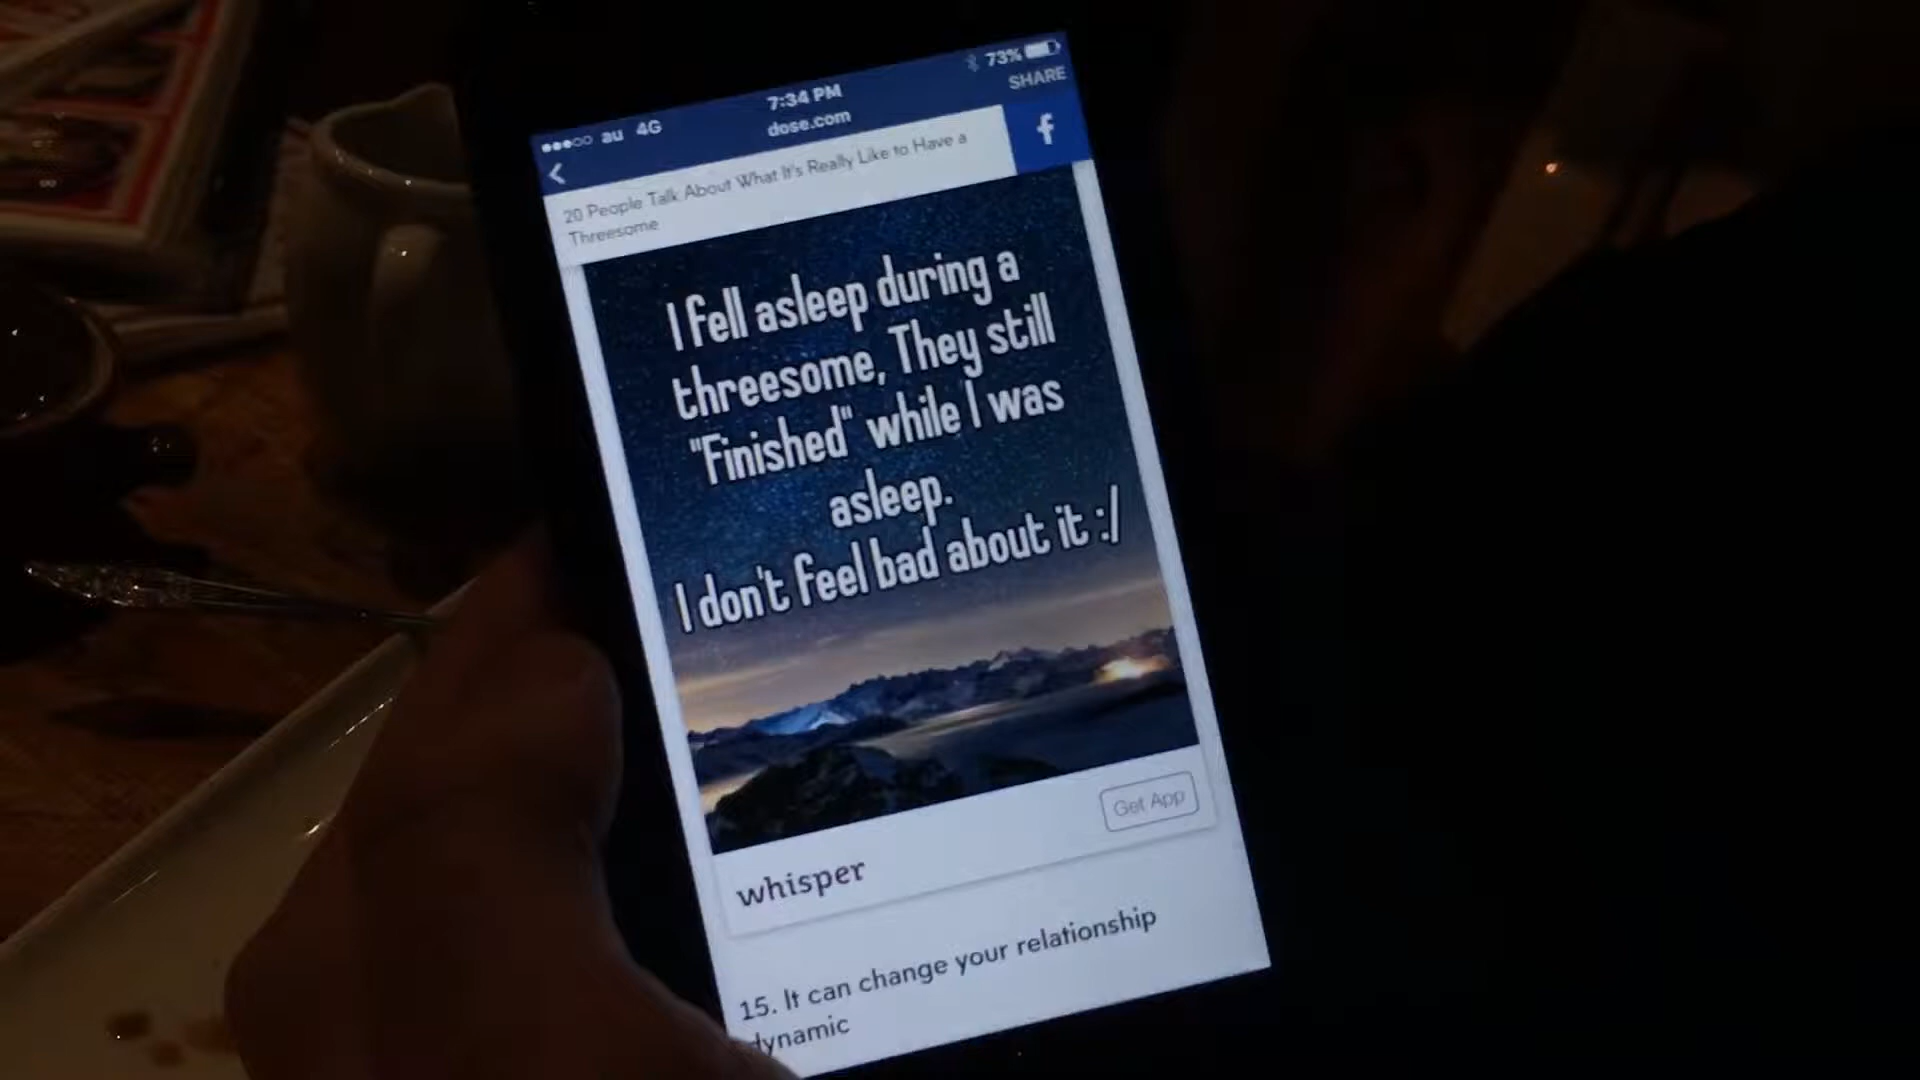 73%
7:34 PM
SHARE
au 4G
dose.com
f
20 People Talk About What It's Really Like to Have a
Threesome
I fell asleep during a
threesome, They still
"Finished" while I was
asleep.
I don't feel bad about it :/
Get App
whisper
15. It can change your relationship
dynamic